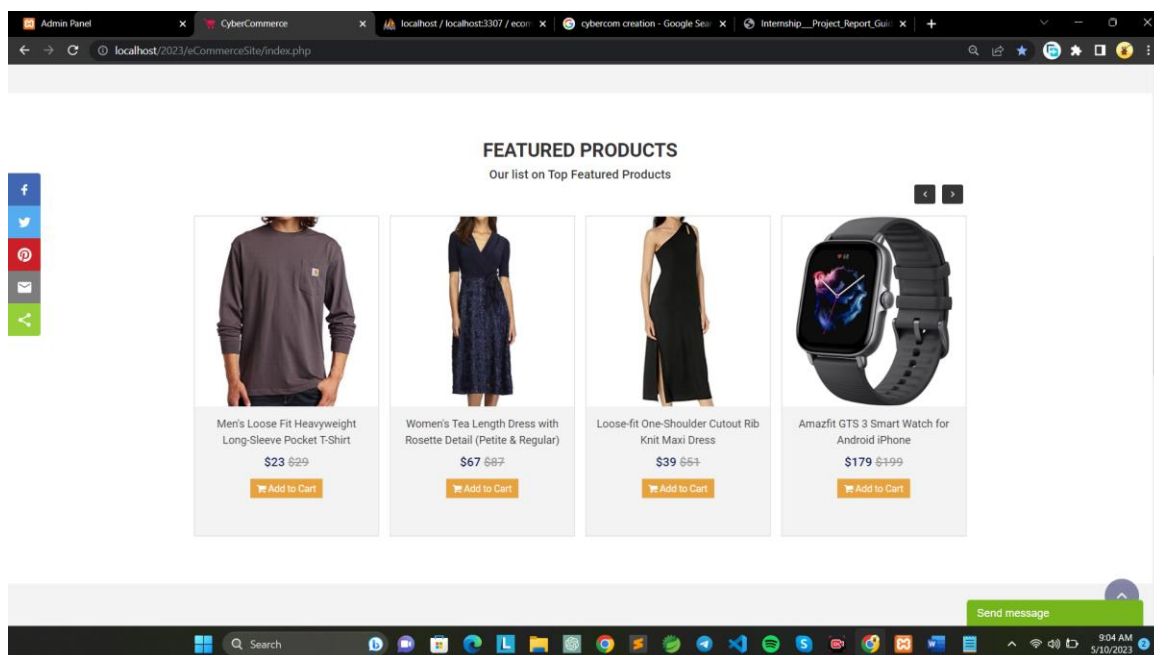 Admin Panel
CyberCommerce
localhost / localhost:3307 / ecom
cybercom creation - Google Sear
Internship__Project_Report_Guid
localhost/2023/eCommerceSite/index.php
FEATURED PRODUCTS
Our list on Top Featured Products
Men's Loose Fit Heavyweight
Long-Sleeve Pocket T-Shirt
$23 $29
Add to Cart
Women's Tea Length Dress with
Rosette Detail (Petite & Regular)
$67 $87
Add to Cart
Loose-fit One-Shoulder Cutout Rib
Knit Maxi Dress
$39 $51
Add to Cart
Amazfit GTS 3 Smart Watch for
Android iPhone
$179 $199
Add to Cart
Send message
Search
9:04 AM
5/10/2023